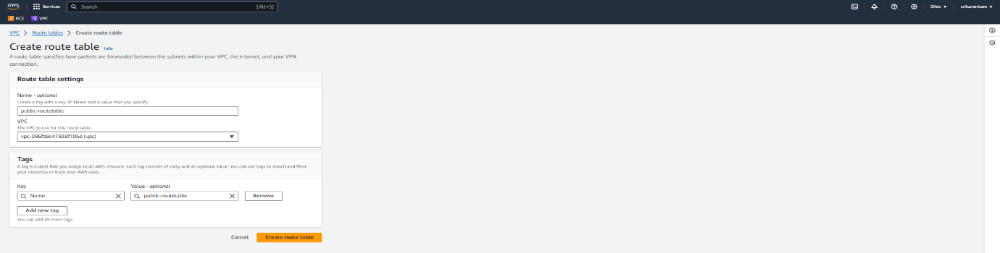 aws
Services
Search
[Alt+S]
Ohio
srikarankam
EC2
VPC
VPC > Route tables > Create route table
Create route table Info
A route table specifies how packets are forwarded between the subnets within your VPC, the internet, and your VPN
connection.
Route table settings
Name - optional
Create a tag with a key of 'Name' and a value that you specify.
public-routetable
VPC
The VPC to use for this route table.
vpc-096fa8c41938f106e (vpc)
Tags
A tag is a label that you assign to an AWS resource. Each tag consists of a key and an optional value. You can use tags to search and filter
your resources or track your AWS costs.
Key
Value - optional
Name
public-routetable
Remove
Add new tag
You can add 49 more tags.
Cancel
Create route table